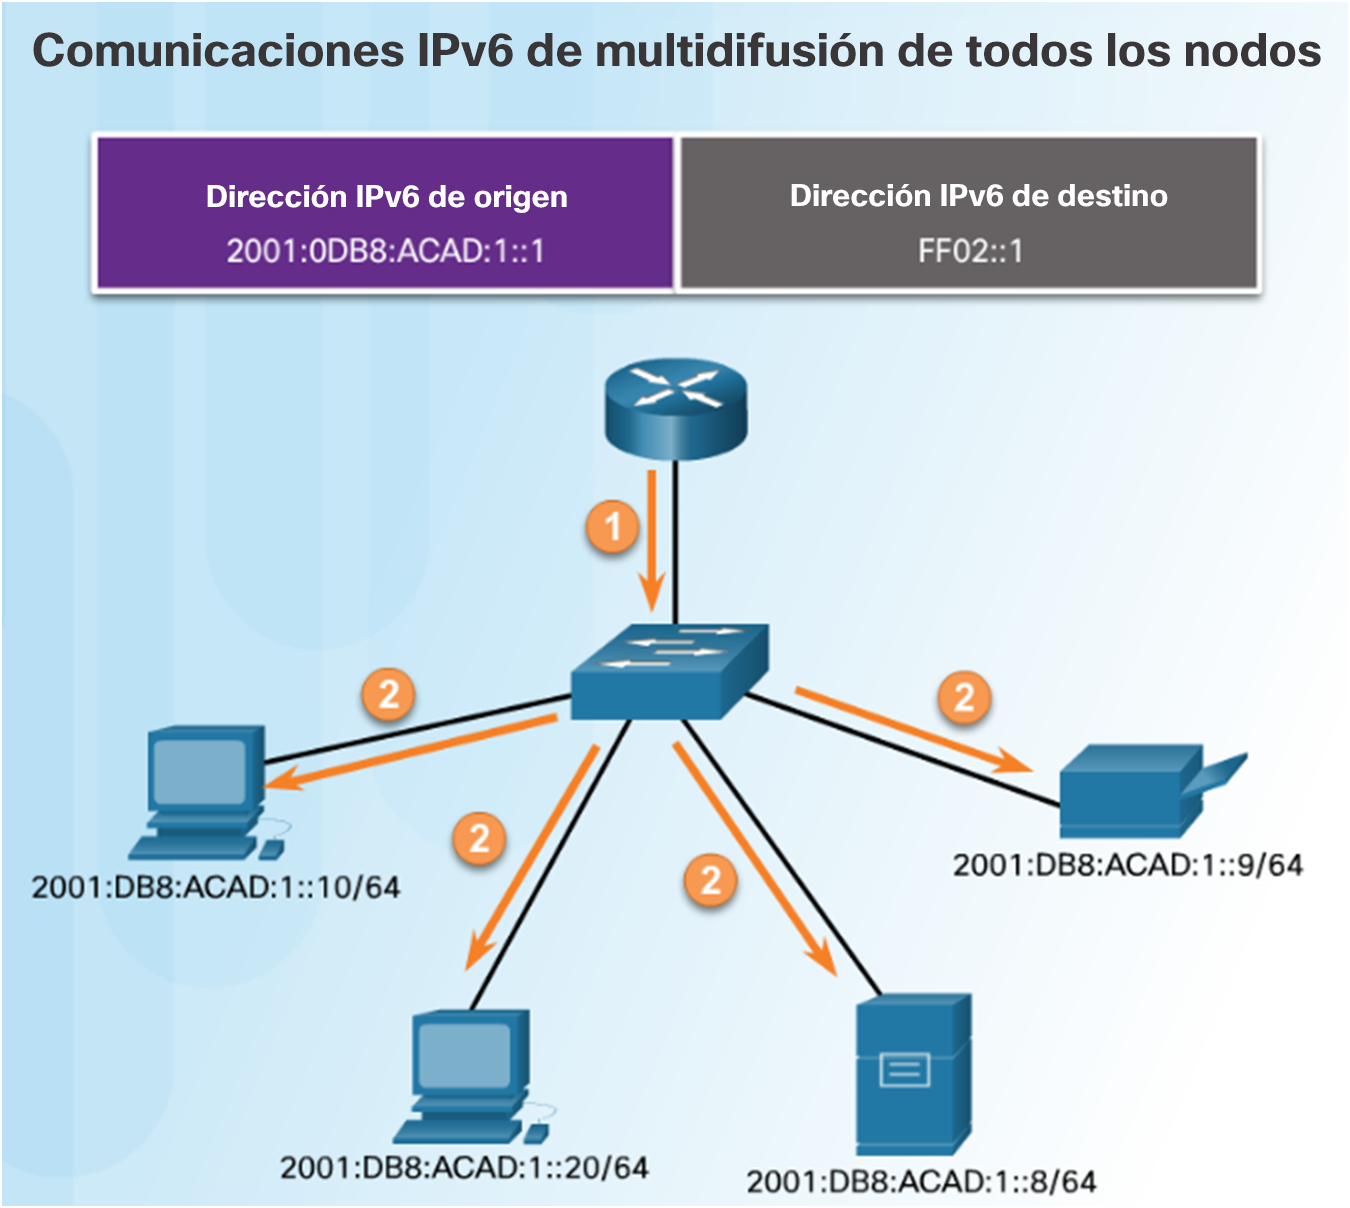 Comunicaciones IPv6 de multidifusión de todos los nodos
Dirección IPv6 de origen
2001:0DB8:ACAD:1::1
Dirección IPv6 de destino
FF02::1
1
2
2
2
2
2001:DB8:ACAD:1::10/64
2001:DB8:ACAD:1::9/64
2001:DB8:ACAD:1::20/64
2001:DB8:ACAD:1::8/64